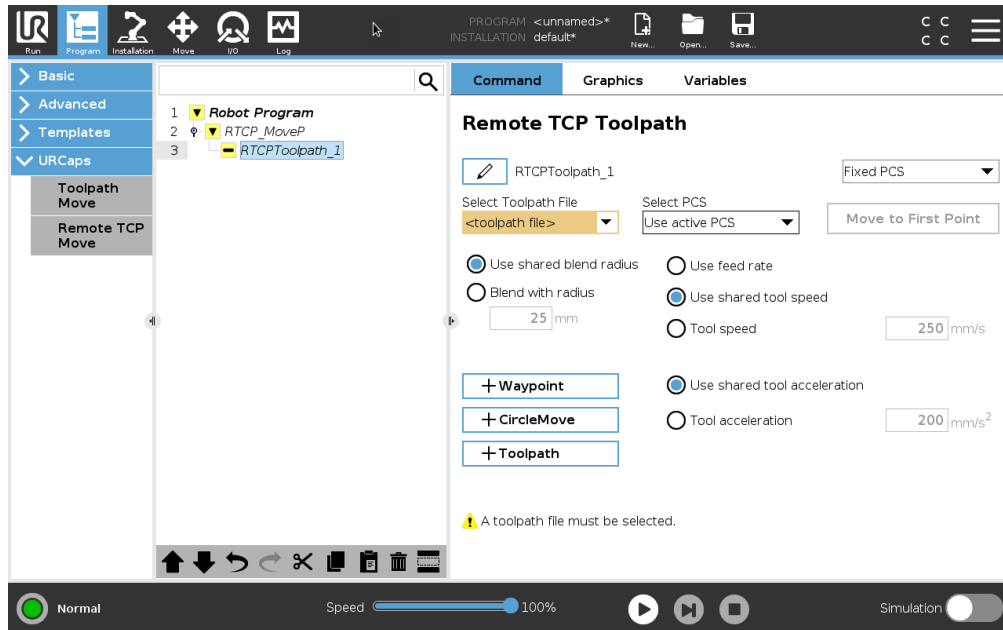 PROGRAM <unnamed>*
INSTALLATION default*
C C
C C
UR
Run
Program
Installation
Move
I/O
Log
New...
Open...
Save...
Basic
Advanced
Templates
URCaps
Toolpath
Move
Remote TCP
Move
1 Robot Program
2 RTCP_MoveP
3 RTCPToolpath_1
Command Graphics Variables
Remote TCP Toolpath
RTCPToolpath_1
Fixed PCS
Select Toolpath File
Select PCS
<toolpath file>
Use active PCS
Move to First Point
Use shared blend radius
Use feed rate
Blend with radius
Use shared tool speed
25 mm
Tool speed
250 mm/s
+ Waypoint
Use shared tool acceleration
+ CircleMove
Tool acceleration
200 mm/s²
+ Toolpath
A toolpath file must be selected.
Normal
Speed
100%
Simulation